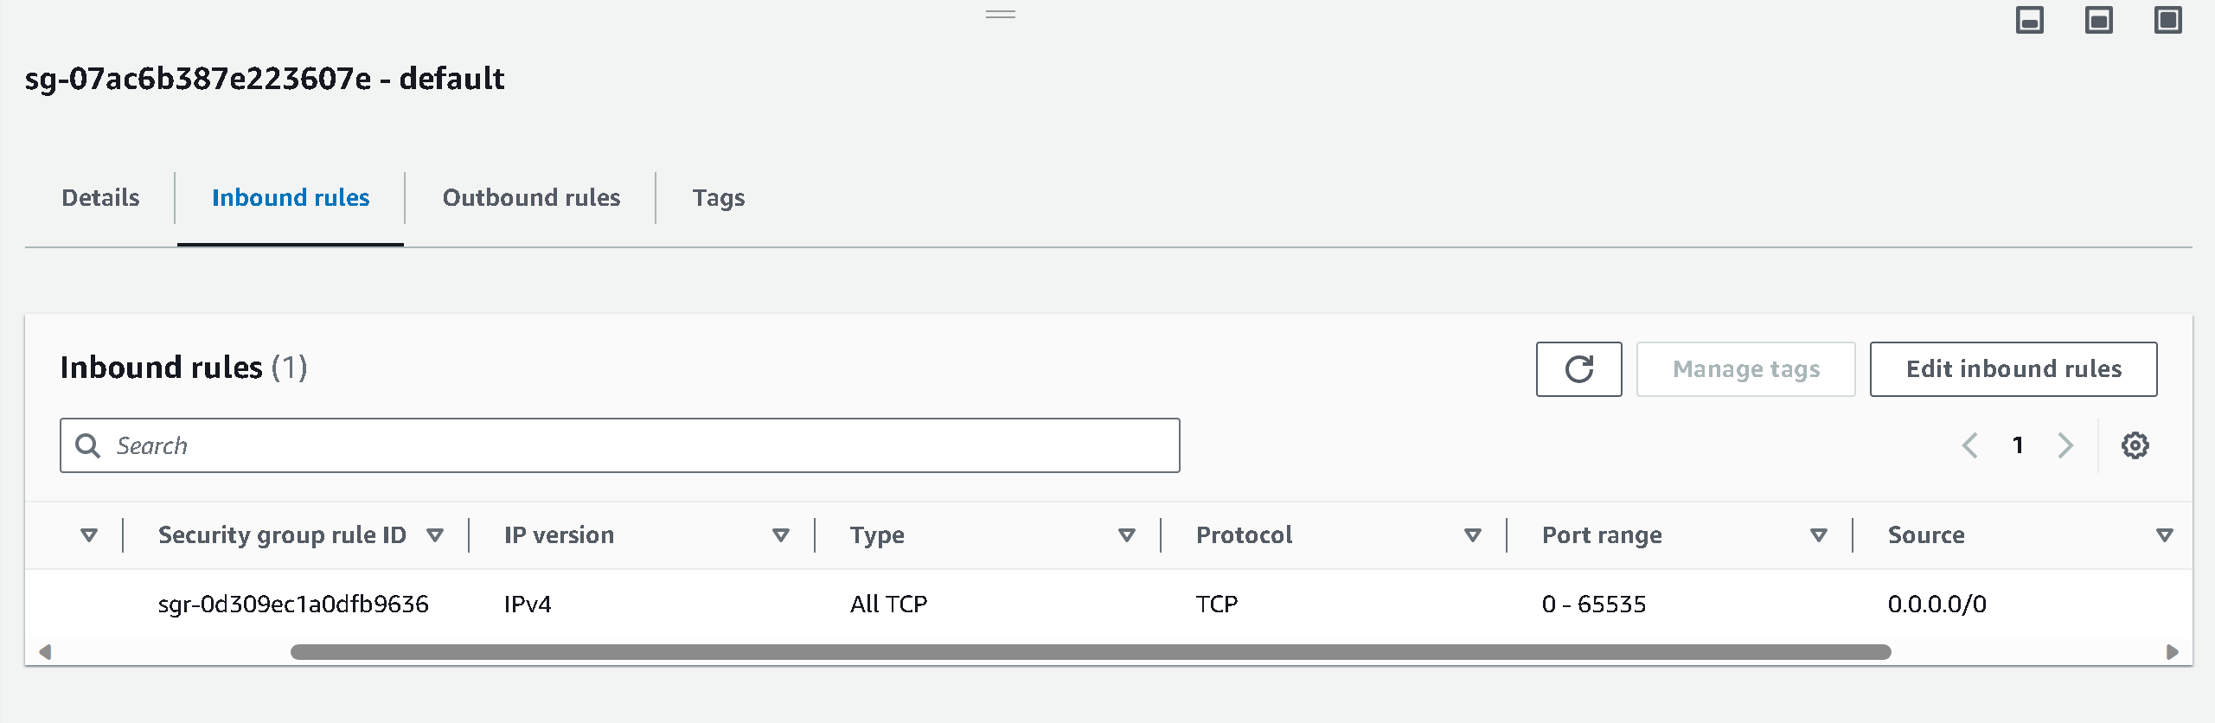 sg-07ac6b387e223607e - default
Details Inbound rules Outbound rules Tags
Inbound rules (1)
Manage tags Edit inbound rules
Search
1
Security group rule ID IP version Type Protocol Port range Source
sgr-0d309ec1a0dfb9636 IPv4 All TCP TCP 0 - 65535 0.0.0.0/0